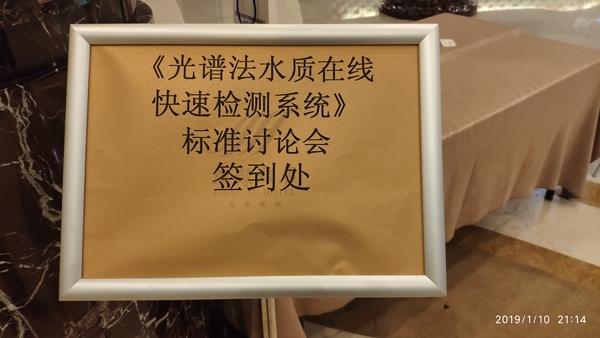 《光谱法水质在线
快速检测系统》
标准讨论会
签到处
★★★★
2019/1/10 21:14